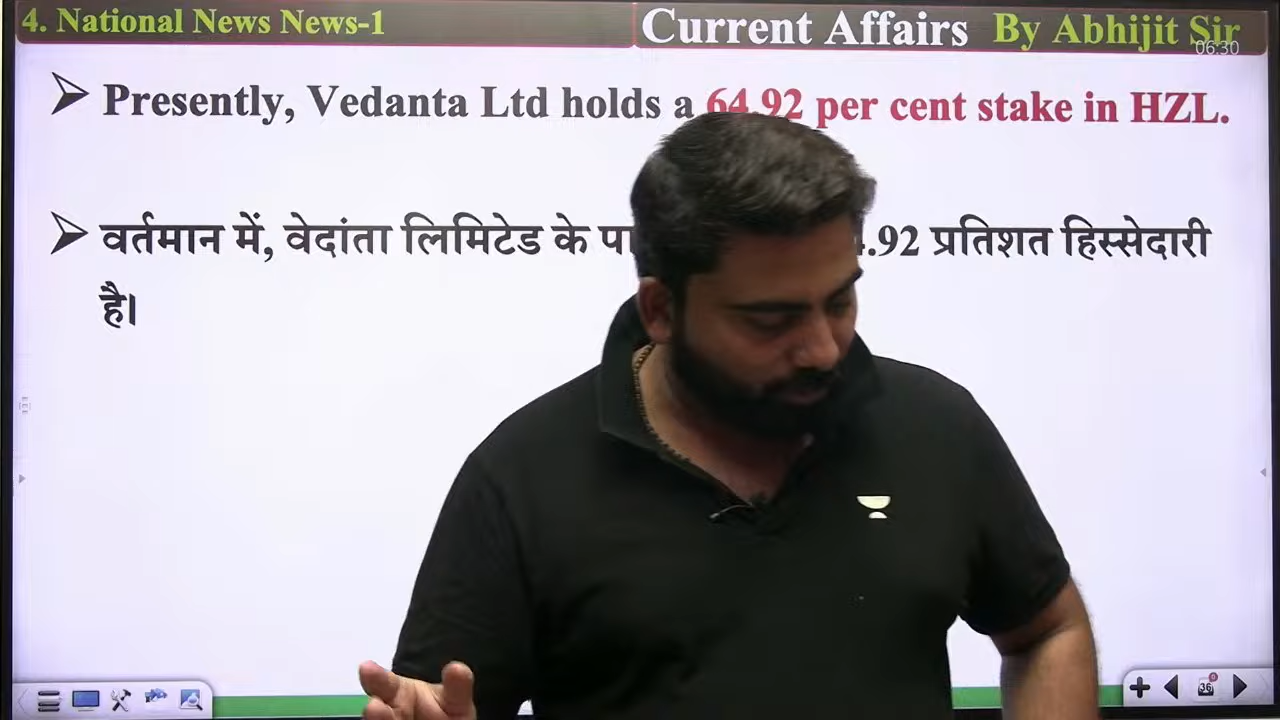 4. National News News-1
Current Affairs By Abhijit Sir
06:30
Presently, Vedanta Ltd holds a 64.92 per cent stake in HZL.
वर्तमान में, वेदांता लिमिटेड के .92 प्रतिशत हिस्सेदारी
है।
36